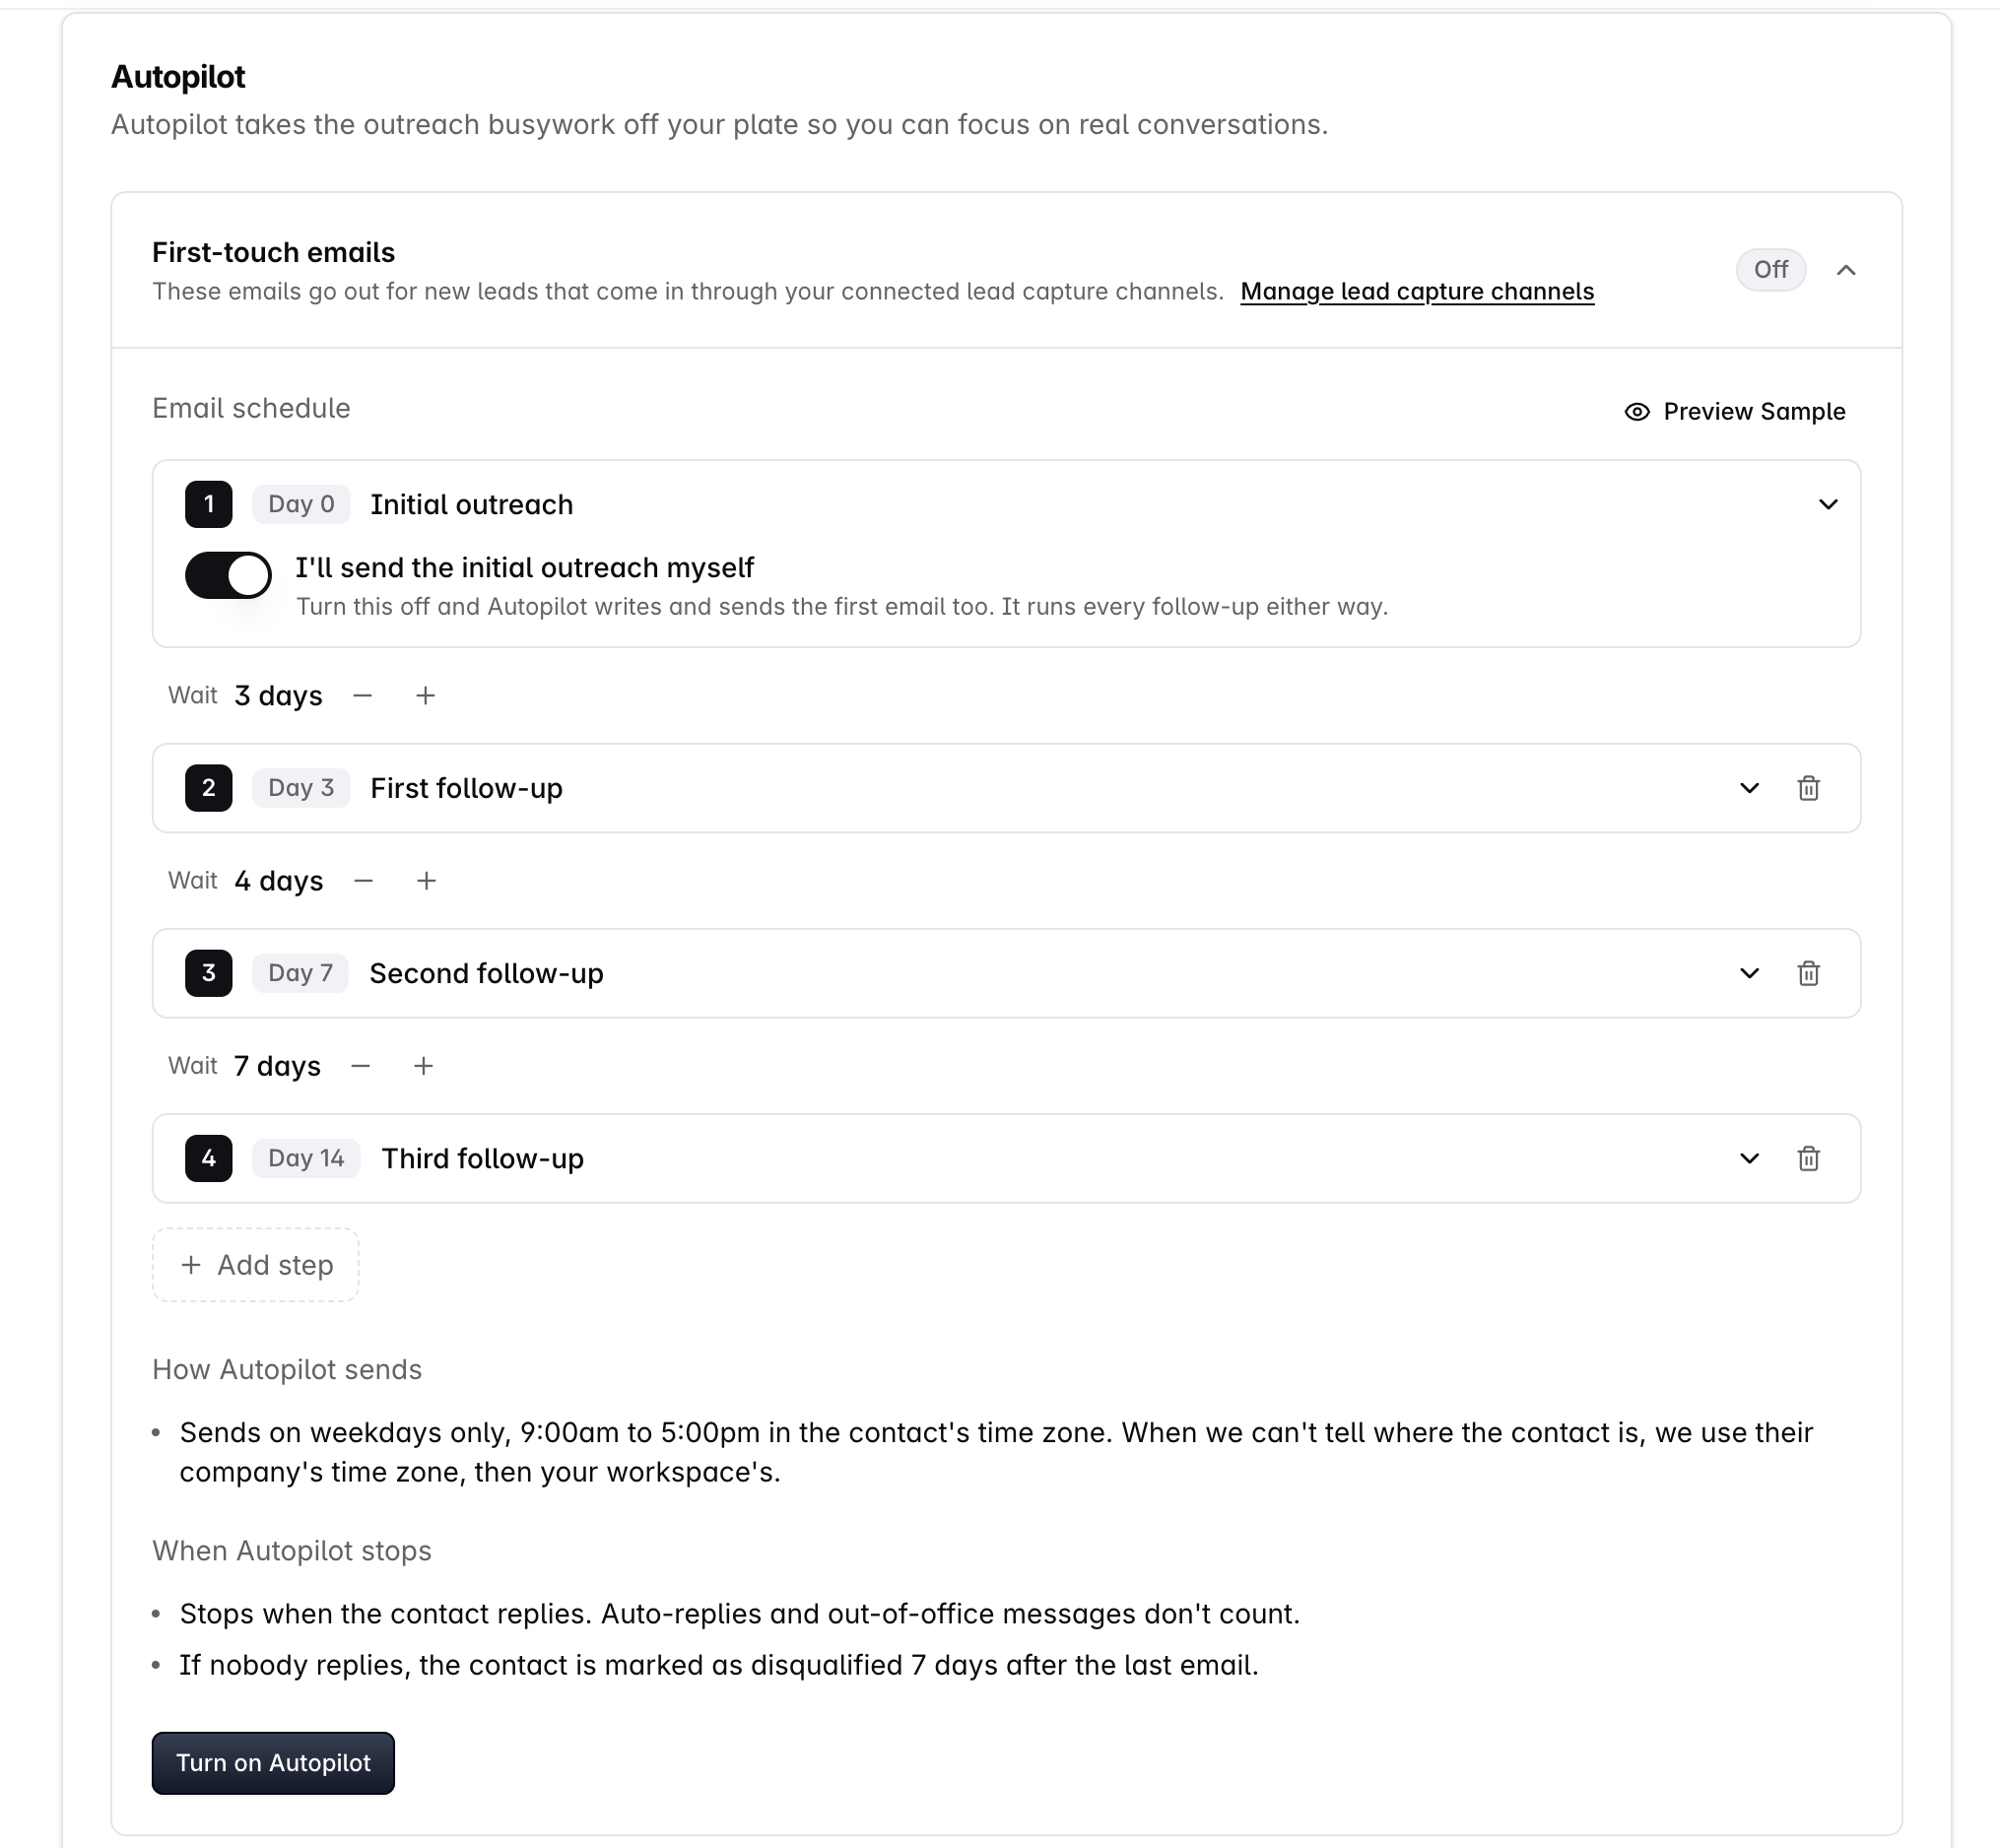 Autopilot
Autopilot takes the outreach busywork off your plate so you can focus on real conversations.
First-touch emails
These emails go out for new leads that come in through your connected lead capture channels. Manage lead capture channels
Off
Email schedule
Preview Sample
1 Day 0 Initial outreach
I'll send the initial outreach myself
Turn this off and Autopilot writes and sends the first email too. It runs every follow-up either way.
Wait 3 days − +
2 Day 3 First follow-up
Wait 4 days − +
3 Day 7 Second follow-up
Wait 7 days − +
4 Day 14 Third follow-up
+ Add step
How Autopilot sends
• Sends on weekdays only, 9:00am to 5:00pm in the contact's time zone. When we can't tell where the contact is, we use their
company's time zone, then your workspace's.
When Autopilot stops
• Stops when the contact replies. Auto-replies and out-of-office messages don't count.
• If nobody replies, the contact is marked as disqualified 7 days after the last email.
Turn on Autopilot